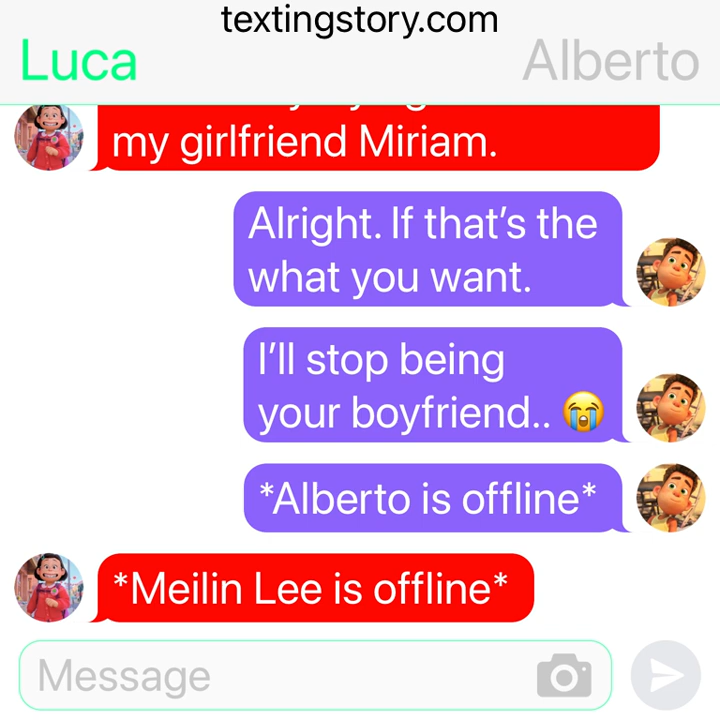 textingstory.com
Luca
Alberto
my girlfriend Miriam.
Alright. If that's the
what you want.
I'll stop being
your boyfriend.. 😭
*Alberto is offline*
*Meilin Lee is offline*
Message